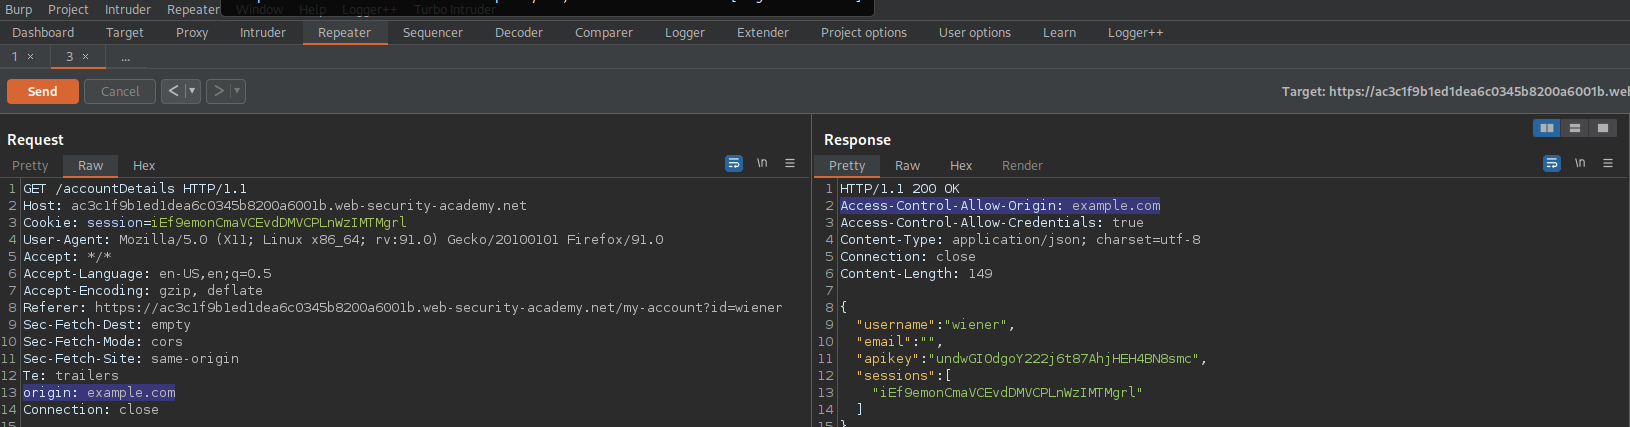 Burp Project Intruder Repeater Window Help Logger++ Turbo Intruder
Dashboard Target Proxy Intruder Repeater Sequencer Decoder Comparer Logger Extender Project options User options Learn Logger++
1 × 3 × ...
Send Cancel < | ▾ > | ▾ Target: https://ac3c1f9b1ed1dea6c0345b8200a6001b.wel
Request
Pretty Raw Hex \n
1 GET /accountDetails HTTP/1.1
2 Host: ac3c1f9b1ed1dea6c0345b8200a6001b.web-security-academy.net
3 Cookie: session=iEf9emonCmaVCEvdDMVCPLnWzIMTMgrl
4 User-Agent: Mozilla/5.0 (X11; Linux x86_64; rv:91.0) Gecko/20100101 Firefox/91.0
5 Accept: */*
6 Accept-Language: en-US,en;q=0.5
7 Accept-Encoding: gzip, deflate
8 Referer: https://ac3c1f9b1ed1dea6c0345b8200a6001b.web-security-academy.net/my-account?id=wiener
9 Sec-Fetch-Dest: empty
10 Sec-Fetch-Mode: cors
11 Sec-Fetch-Site: same-origin
12 Te: trailers
13 origin: example.com
14 Connection: close
15
Response
Pretty Raw Hex Render \n
1 HTTP/1.1 200 OK
2 Access-Control-Allow-Origin: example.com
3 Access-Control-Allow-Credentials: true
4 Content-Type: application/json; charset=utf-8
5 Connection: close
6 Content-Length: 149
7
8 {
9 "username":"wiener",
10 "email":"",
11 "apikey":"undwGIOdgoY222j6t87AhjHEH4BN8smc",
12 "sessions":[
13 "iEf9emonCmaVCEvdDMVCPLnWzIMTMgrl"
14 ]
15 }